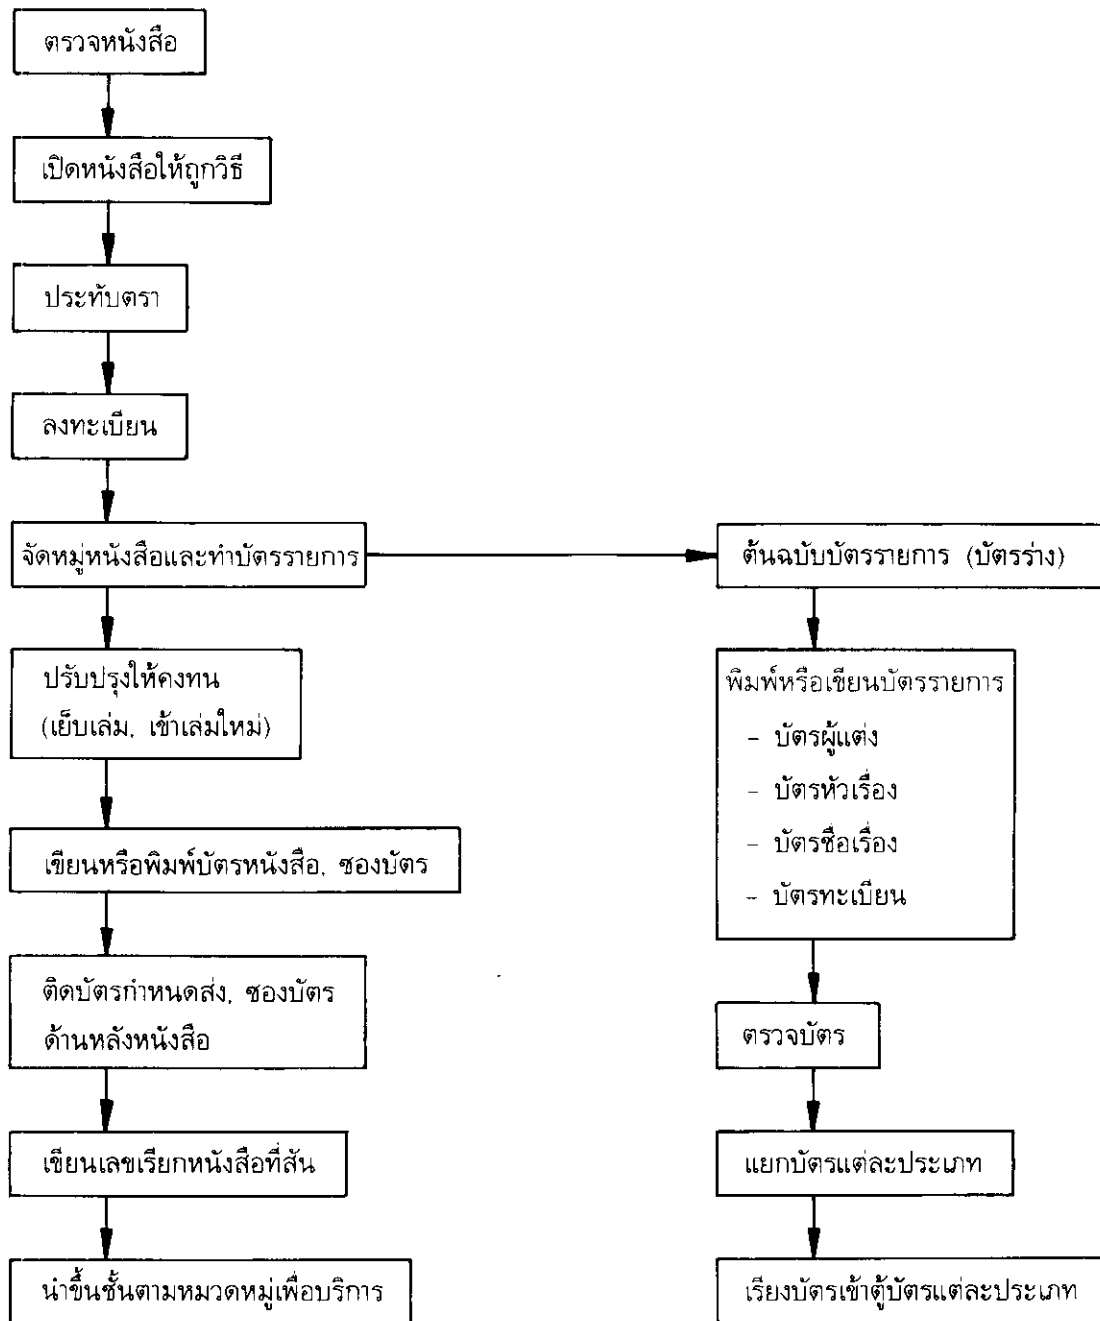 ตรวจหนังสือ
เปิดหนังสือให้ถูกวิธี
ประทับตรา
ลงทะเบียน
จัดหมู่หนังสือและทำบัตรรายการ
ปรับปรุงให้คงทน
(เย็บเล่ม, เข้าเล่มใหม่)
เขียนหรือพิมพ์บัตรหนังสือ, ซองบัตร
ติดบัตรกำหนดส่ง, ซองบัตร
ด้านหลังหนังสือ
เขียนเลขเรียกหนังสือที่สัน
นำขึ้นชั้นตามหมวดหมู่เพื่อบริการ
ต้นฉบับบัตรรายการ (บัตรร่าง)
พิมพ์หรือเขียนบัตรรายการ
- บัตรผู้แต่ง
- บัตรหัวเรื่อง
- บัตรชื่อเรื่อง
- บัตรทะเบียน
ตรวจบัตร
แยกบัตรแต่ละประเภท
เรียงบัตรเข้าตู้บัตรแต่ละประเภท